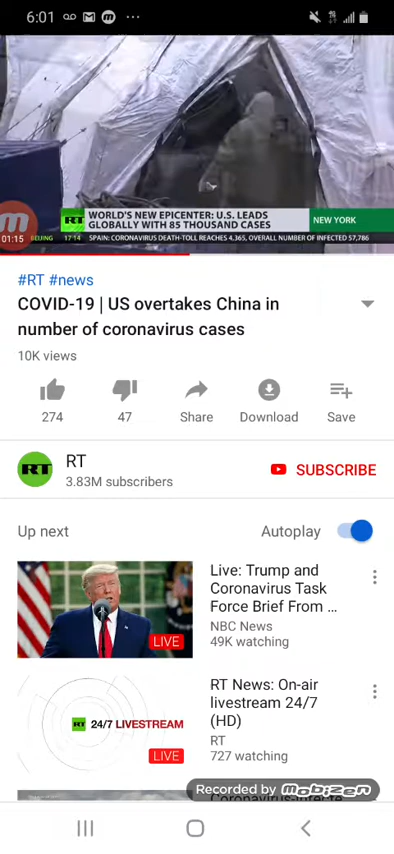 6:01
RT
WORLD'S NEW EPICENTER: U.S. LEADS
GLOBALLY WITH 85 THOUSAND CASES
NEW YORK
01:15
BEIJING 17:14 SPAIN: CORONAVIRUS DEATH-TOLL REACHES 4,365, OVERALL NUMBER OF INFECTED 57,786
#RT #news
COVID-19 | US overtakes China in
number of coronavirus cases
10K views
274
47
Share
Download
Save
RT
RT
3.83M subscribers
SUBSCRIBE
Up next
Autoplay
Live: Trump and
Coronavirus Task
Force Brief From ...
NBC News
49K watching
LIVE
RT News: On-air
livestream 24/7
(HD)
RT
727 watching
RT 24/7 LIVESTREAM
LIVE
Recorded by Mobizen